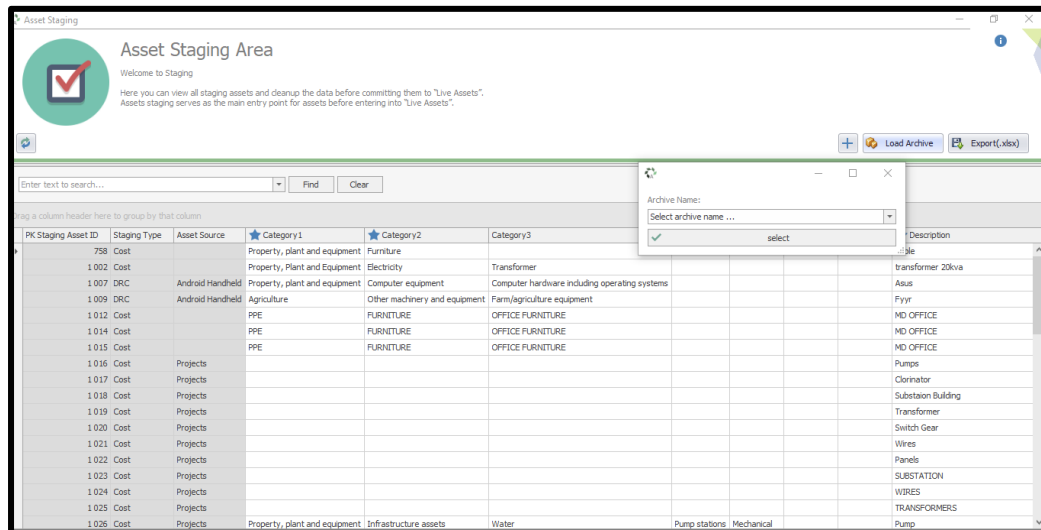 Asset Staging
Asset Staging Area
Welcome to Staging
Here you can view all staging assets and cleanup the data before committing them to "Live Assets".
Assets staging serves as the main entry point for assets before entering into "Live Assets".
Load Archive Export(.xlsx)
Enter text to search... Find Clear
Archive Name:
Select archive name ...
select
Drag a column header here to group by that column
PK Staging Asset ID Staging Type Asset Source Category1 Category2 Category3 Description
758 Cost Property, plant and equipment Furniture
1 002 Cost Property, Plant and Equipment Electricity Transformer transformer 20kva
1 007 DRC Android Handheld Property, plant and equipment Computer equipment Computer hardware including operating systems Asus
1 009 DRC Android Handheld Agriculture Other machinery and equipment Farm/agriculture equipment Fyyr
1 012 Cost PPE FURNITURE OFFICE FURNITURE MD OFFICE
1 014 Cost PPE FURNITURE OFFICE FURNITURE MD OFFICE
1 015 Cost PPE FURNITURE OFFICE FURNITURE MD OFFICE
1 016 Cost Projects Pumps
1 017 Cost Projects Clorinator
1 018 Cost Projects Substaion Building
1 019 Cost Projects Transformer
1 020 Cost Projects Switch Gear
1 021 Cost Projects Wires
1 022 Cost Projects Panels
1 023 Cost Projects SUBSTATION
1 024 Cost Projects WIRES
1 025 Cost Projects TRANSFORMERS
1 026 Cost Projects Property, plant and equipment Infrastructure assets Water Pump stations Mechanical Pump